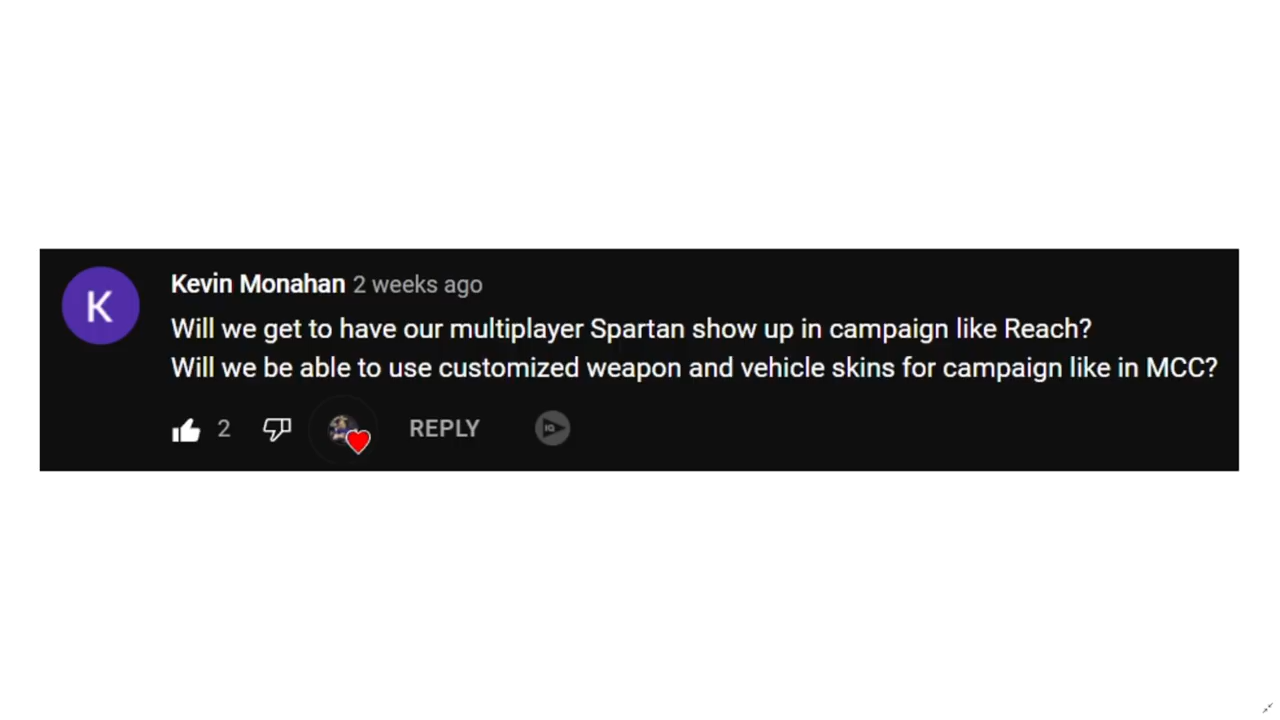 K
Kevin Monahan 2 weeks ago
Will we get to have our multiplayer Spartan show up in campaign like Reach?
Will we be able to use customized weapon and vehicle skins for campaign like in MCC?
2 REPLY IQ